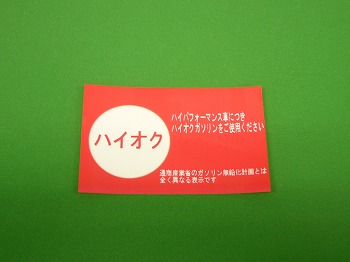 ハイオク
ハイパフォーマンス車につき
ハイオクガソリンをご使用ください
通商産業省のガソリン無鉛化計画とは
全く異なる表示です